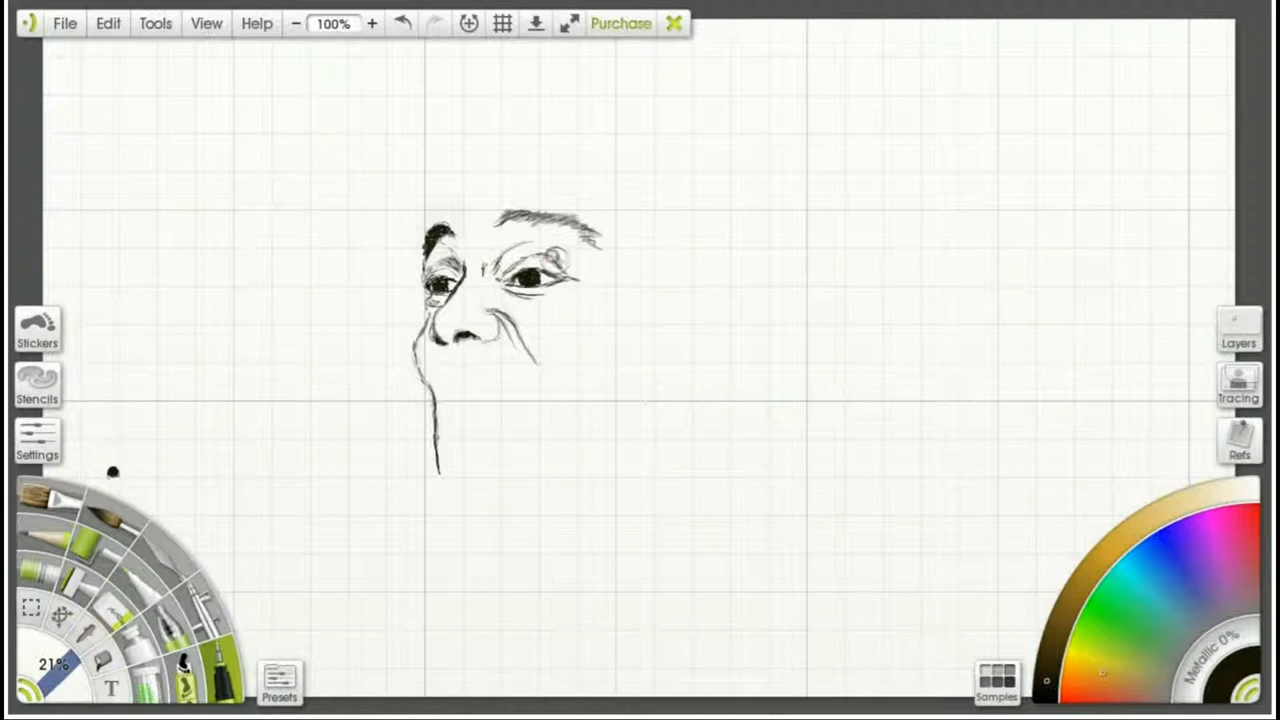 File Edit Tools View Help − 100% + Purchase
Stickers
Layers
Stencils
Tracing
Settings
Refs
21%
T
Metallic 0%
Presets
Samples